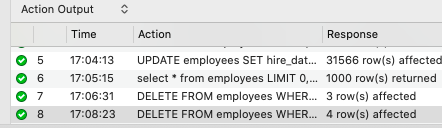 Action Output
Time Action Response
5 17:04:13 UPDATE employees SET hire_dat... 31566 row(s) affected
6 17:05:15 select * from employees LIMIT 0,... 1000 row(s) returned
7 17:06:31 DELETE FROM employees WHER... 3 row(s) affected
8 17:08:23 DELETE FROM employees WHER... 4 row(s) affected